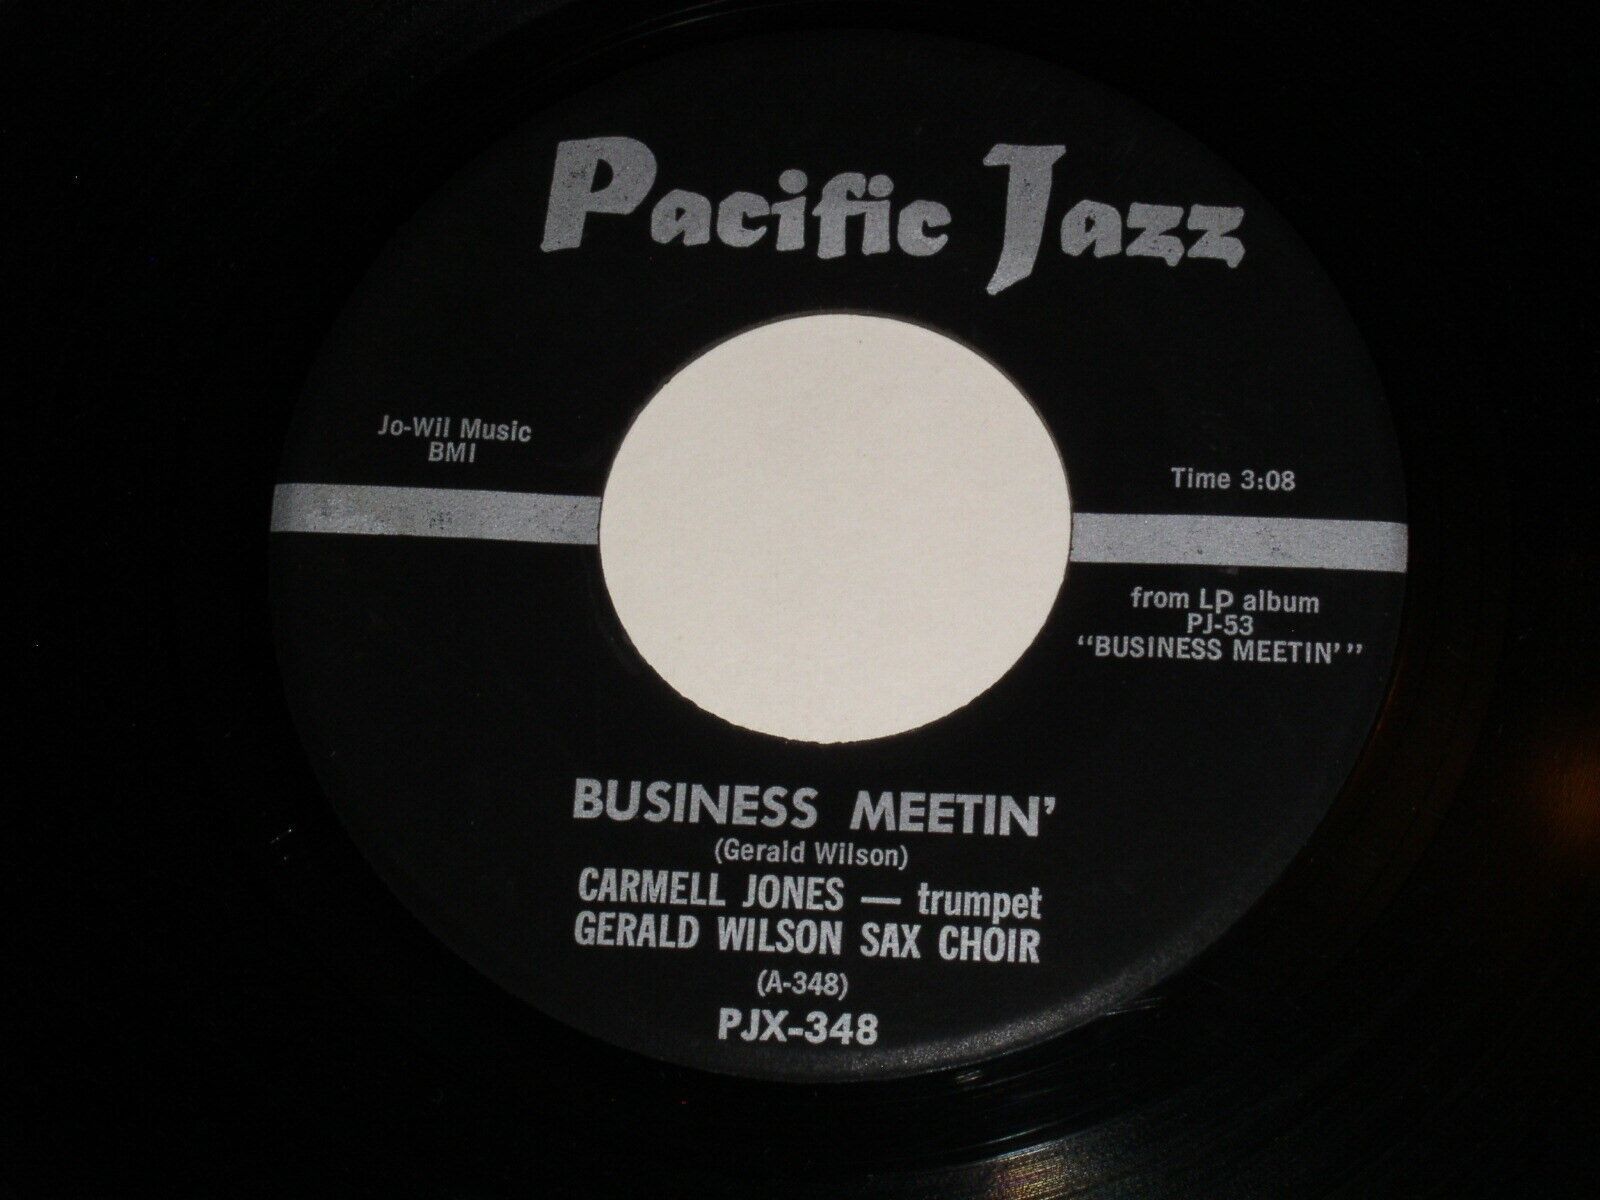 Pacific Jazz
Jo-Wil Music
BMI
Time 3:08
from LP album
PJ-53
"BUSINESS MEETIN'"
BUSINESS MEETIN'
(Gerald Wilson)
CARMELL JONES — trumpet
GERALD WILSON SAX CHOIR
(A-348)
PJX-348